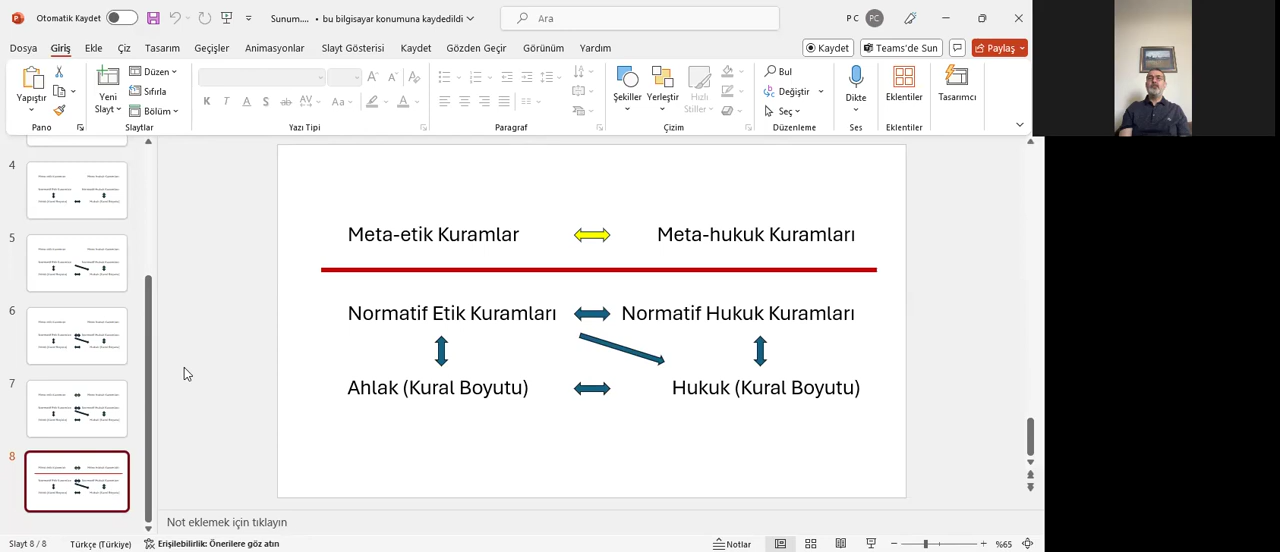 Otomatik Kaydet
Sunum.... • bu bilgisayar konumuna kaydedildi
Ara
P C PC
Dosya Giriş Ekle Çiz Tasarım Geçişler Animasyonlar Slayt Gösterisi Kaydet Gözden Geçir Görünüm Yardım
Kaydet Teams'de Sun Paylaş
Yapıştır
Yeni
Slayt
Düzen
Sıfırla
Bölüm
K T A S ab AV Aa A
Şekiller Yerleştir Hızlı
Stiller
Bul
Değiştir
Seç
Dikte
Eklentiler
Tasarımcı
Pano Slaytlar Yazı Tipi Paragraf Çizim Düzenleme Ses Eklentiler
4
5
6
7
8
Meta-etik Kuramlar Meta-hukuk Kuramları
Normatif Etik Kuramları Normatif Hukuk Kuramları
Ahlak (Kural Boyutu) Hukuk (Kural Boyutu)
Not eklemek için tıklayın
Slayt 8 / 8 Türkçe (Türkiye) Erişilebilirlik: Önerilere göz atın Notlar %65